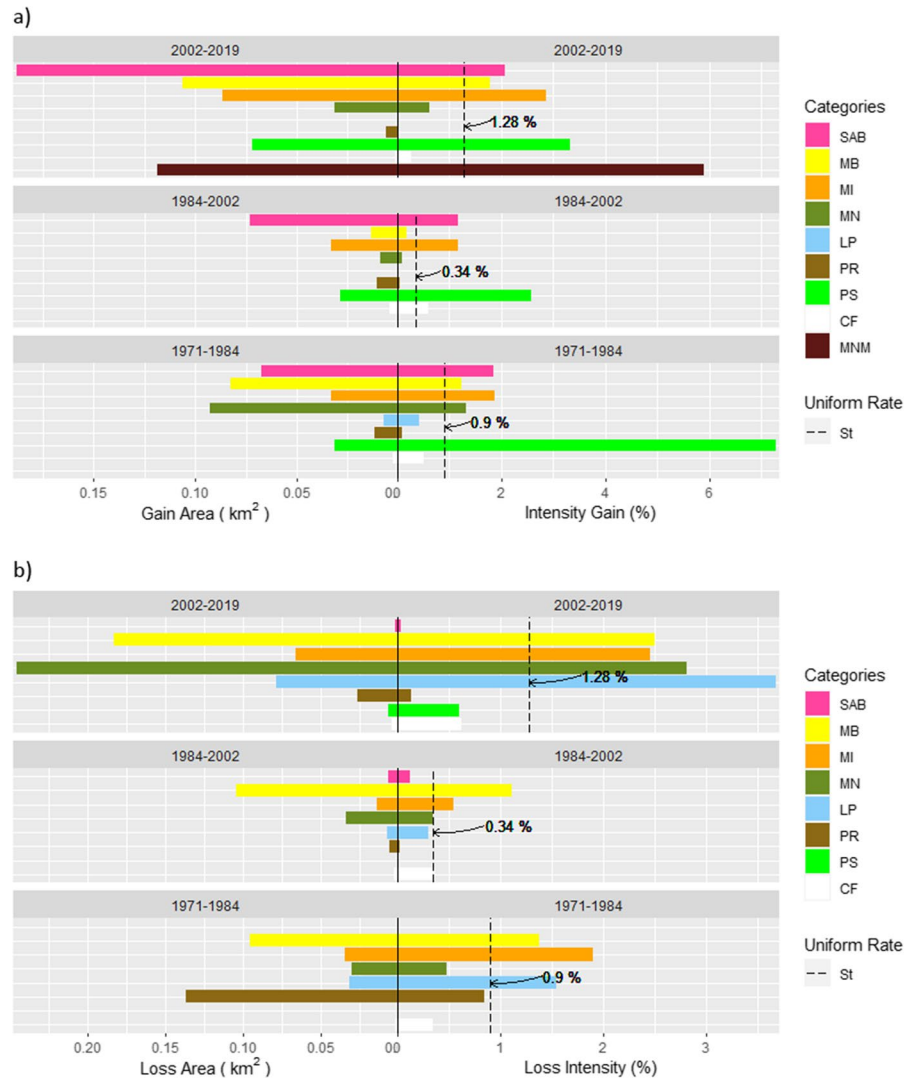 a)
2002-2019 2002-2019
1.28 %
1984-2002 1984-2002
0.34 %
1971-1984 1971-1984
0.9 %
0.15 0.10 0.05 0.0 0 2 4 6
Gain Area ( km² ) Intensity Gain (%)
Categories
SAB
MB
MI
MN
LP
PR
PS
CF
MNM
Uniform Rate
St
b)
2002-2019 2002-2019
1.28 %
1984-2002 1984-2002
0.34 %
1971-1984 1971-1984
0.9 %
0.20 0.10 0.05 0.0 0 1 2 3
Loss Area ( km² ) Loss Intensity (%)
Categories
SAB
MB
MI
MN
LP
PR
PS
CF
Uniform Rate
St